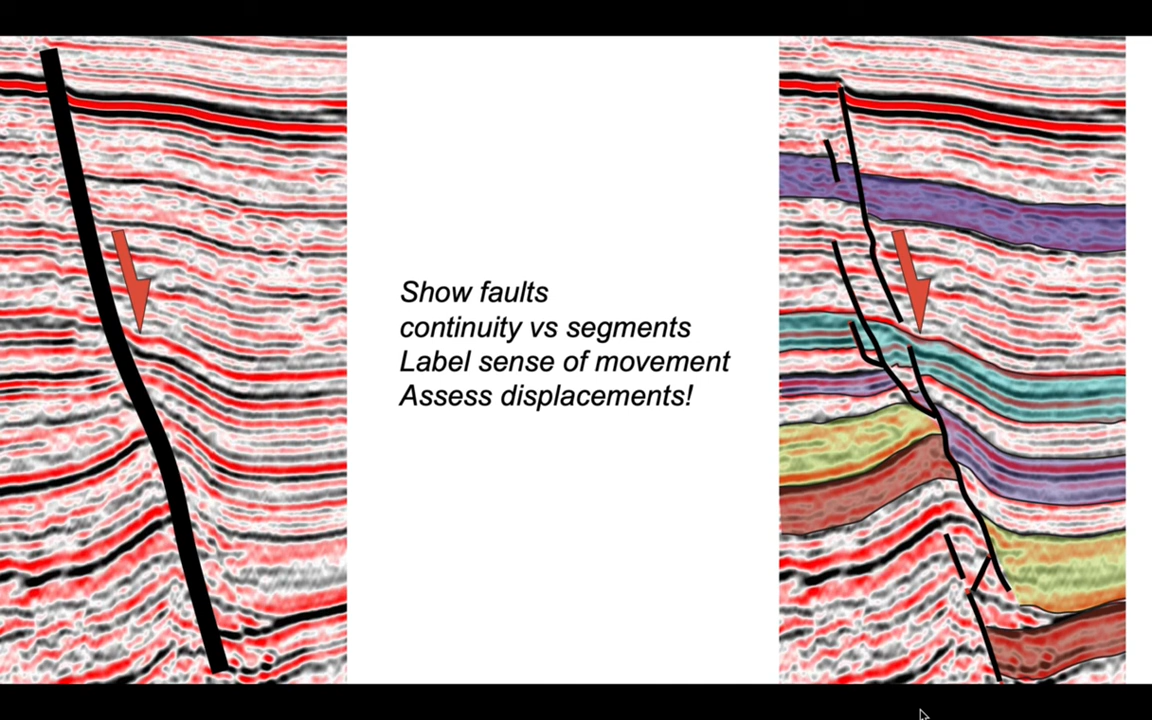 Show faults
continuity vs segments
Label sense of movement
Assess displacements!